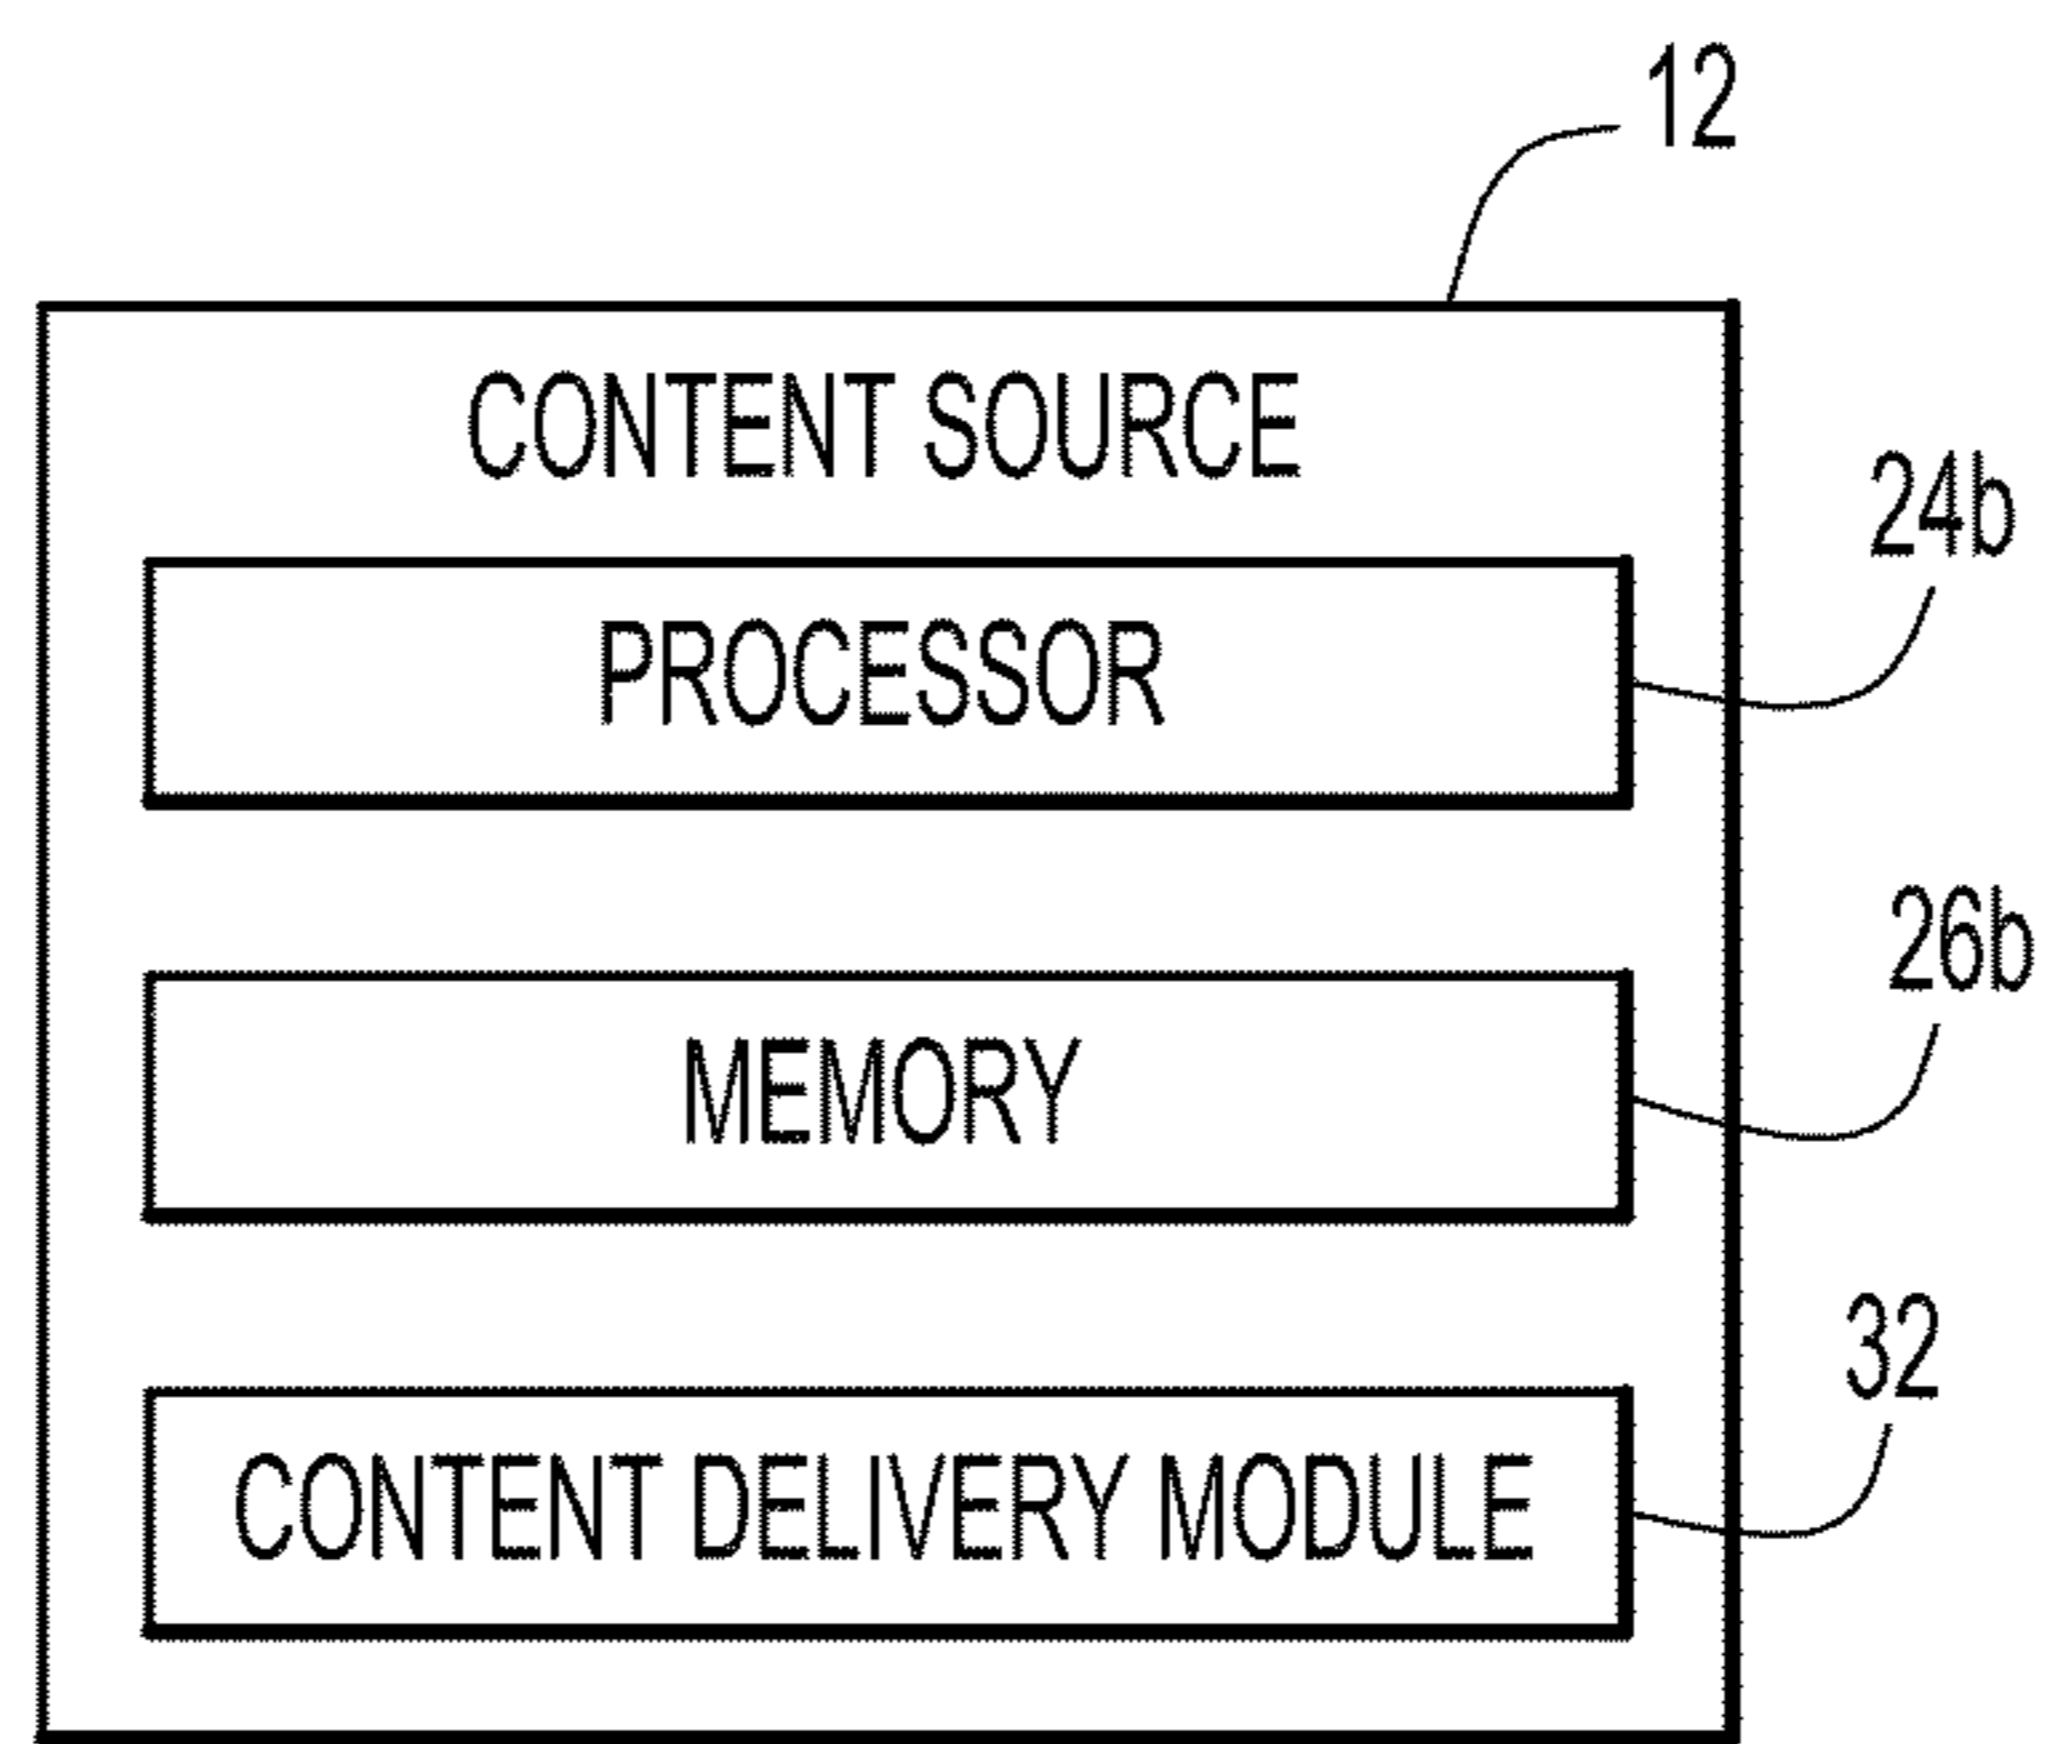 12
CONTENT SOURCE
24b
PROCESSOR
26b
MEMORY
32
CONTENT DELIVERY MODULE